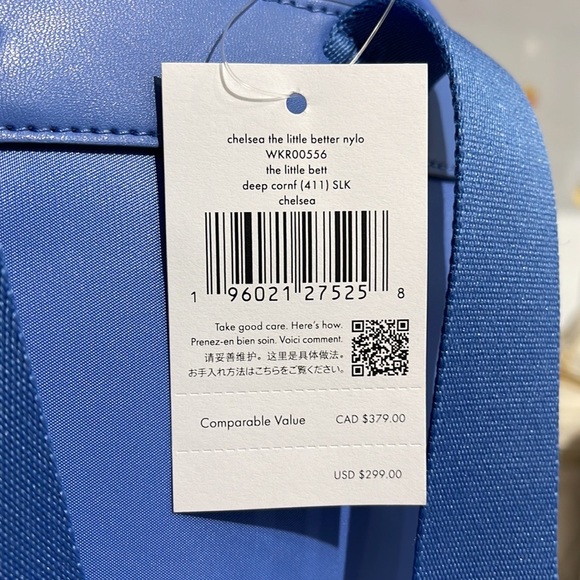 chelsea the little better nylo
WKR00556
the little bett
deep cornf (411) SLK
chelsea
1 96021 27525 8
Take good care. Here's how.
Prenez-en bien soin. Voici comment.
请妥善维护。这里是具体做法。
お手入れ方法はこちらをご覧ください。
Comparable Value CAD $379.00
USD $299.00